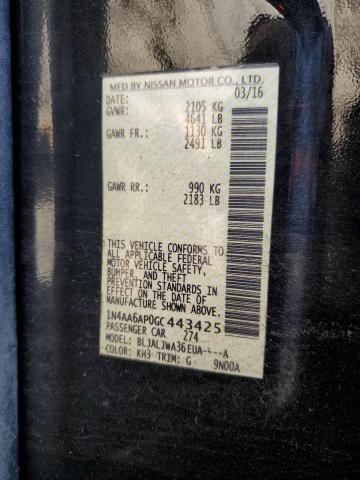 MFD BY NISSAN MOTOR CO., LTD.
DATE: 03/16
GVWR: 2105 KG
4641 LB
GAWR FR.: 1130 KG
2491 LB
GAWR RR.: 990 KG
2183 LB
THIS VEHICLE CONFORMS TO
ALL APPLICABLE FEDERAL
MOTOR VEHICLE SAFETY,
BUMPER, AND THEFT
PREVENTION STANDARDS
IN EFFECT ON THE DATE OF
MANUFACTURE SHOWN ABOVE.
1N4AA6AP0GC443425
PASSENGER CAR 274
MODEL: BLJALJWA36EUA----A
COLOR: KH3 TRIM: G 9N00A